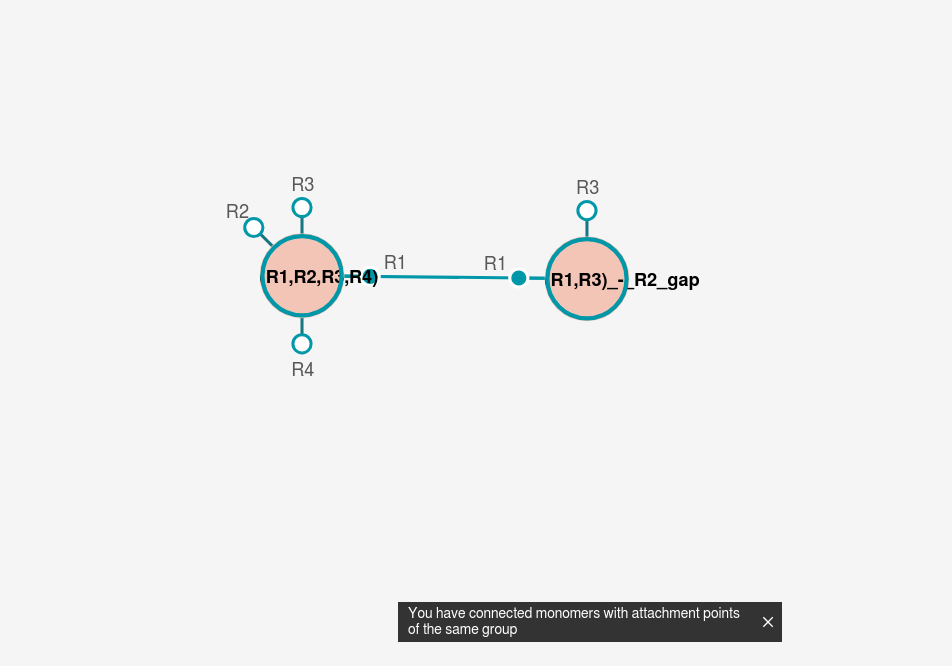 R3
R3
R2
R1
R1
(R1,R2,R3,R4)
R1,R3)_-_R2_gap
R4
You have connected monomers with attachment points
of the same group